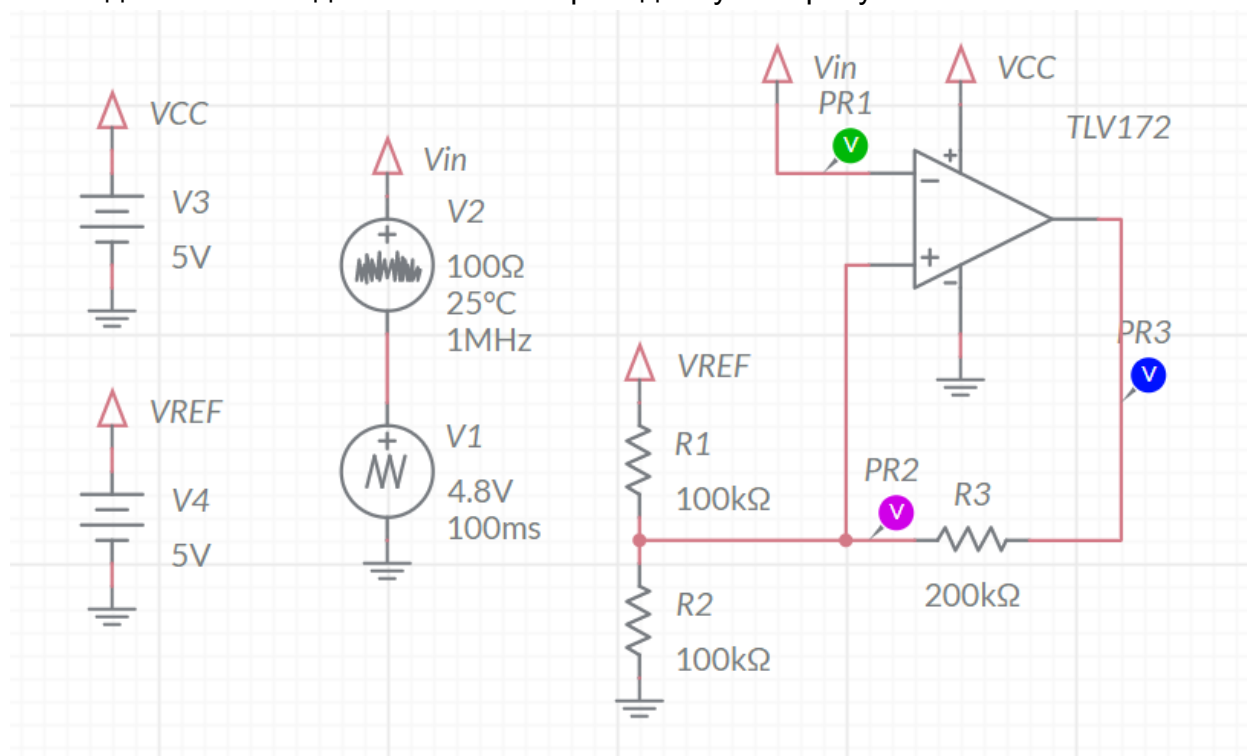 VCC
V3
5V
VREF
V4
5V
Vin
V2
+
100Ω
25°C
1MHz
V1
+
4.8V
100ms
Vin
PR1
V
VCC
TLV172
+
−
+
−
PR3
V
VREF
R1
100kΩ
PR2
V
R3
200kΩ
R2
100kΩ